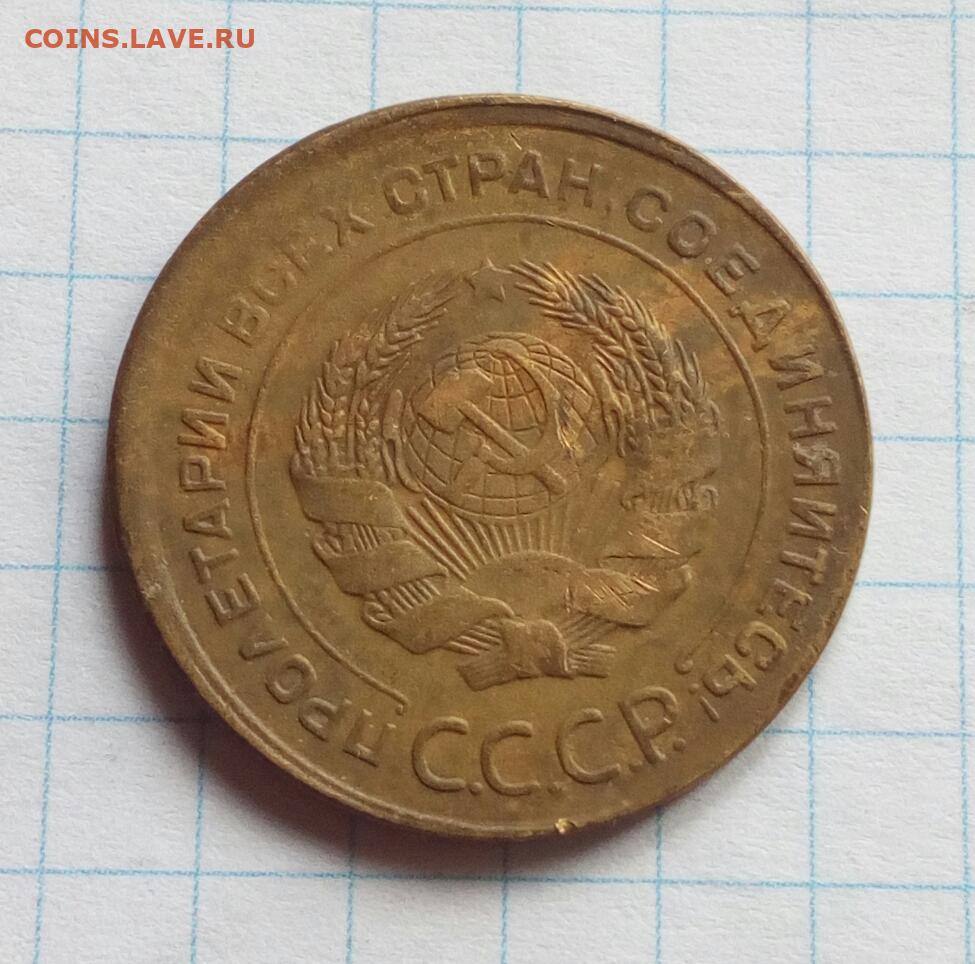 COINS.LAVE.RU
ПРОЛЕТАРИИ ВСЕХ СТРАН, СОЕДИНЯЙТЕСЬ!
С.С.С.Р.